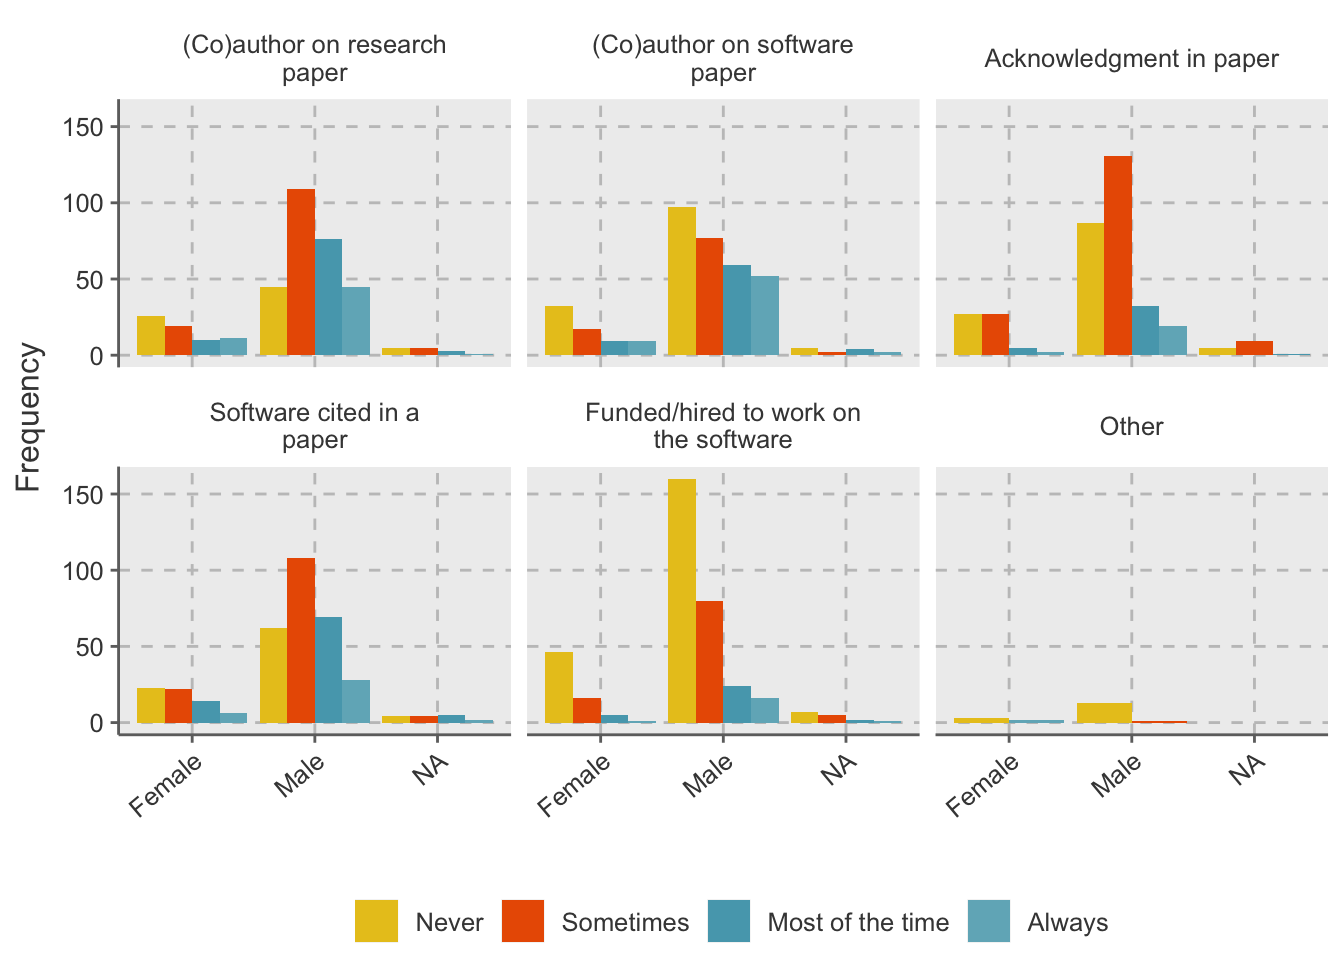 (Co)author on research
paper
(Co)author on software
paper
Acknowledgment in paper
150
100
50
0
Frequency
Software cited in a
paper
Funded/hired to work on
the software
Other
150
100
50
0
Female
Male
NA
Female
Male
NA
Female
Male
NA
Never
Sometimes
Most of the time
Always